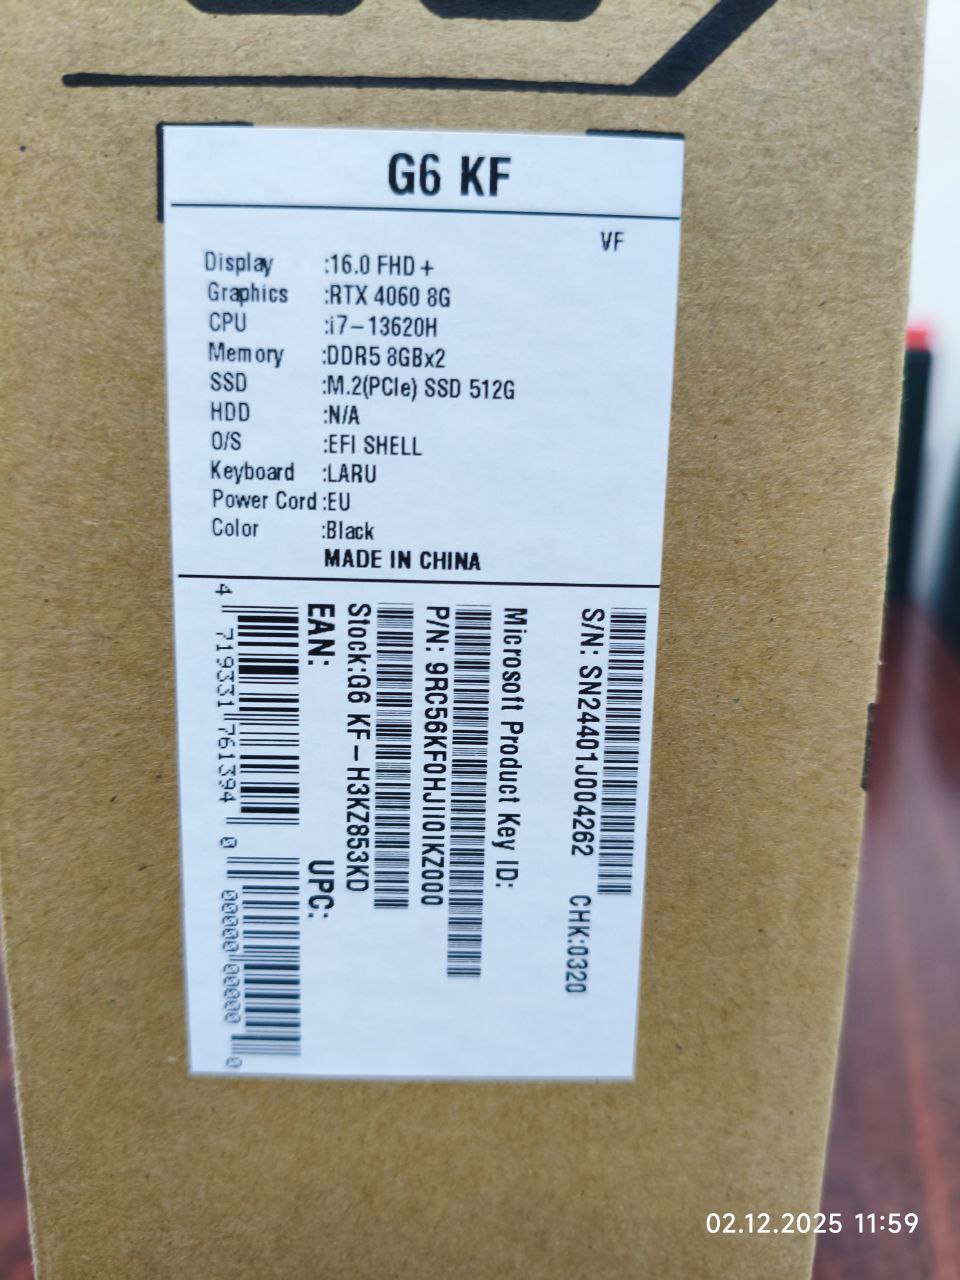 G6 KF
VF
Display :16.0 FHD+
Graphics :RTX 4060 8G
CPU :i7-13620H
Memory :DDR5 8GBx2
SSD :M.2(PCIe) SSD 512G
HDD :N/A
O/S :EFI SHELL
Keyboard :LARU
Power Cord :EU
Color :Black
MADE IN CHINA
S/N: SN24401J004262 CHK:0320
Microsoft Product Key ID:
P/N: 9RC56KF0HJII0IKZ000
Stock:G6 KF-H3KZ853KD
EAN: UPC:
4 719331 761394 0 00000 00000 0
02.12.2025 11:59